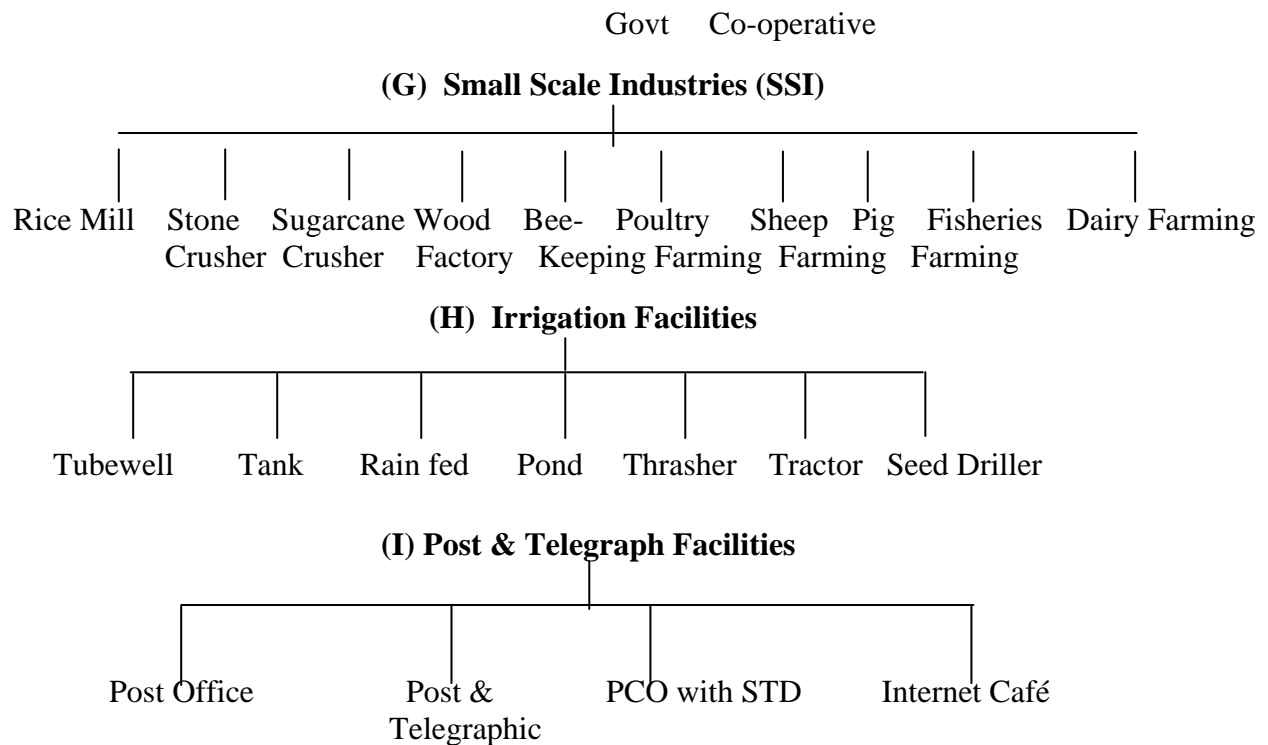 Govt Co-operative
(G) Small Scale Industries (SSI)
Rice Mill Stone Sugarcane Wood Bee- Poultry Sheep Pig Fisheries Dairy Farming
Crusher Crusher Factory Keeping Farming Farming Farming
(H) Irrigation Facilities
Tubewell Tank Rain fed Pond Thrasher Tractor Seed Driller
(I) Post & Telegraph Facilities
Post Office Post & PCO with STD Internet Café
Telegraphic